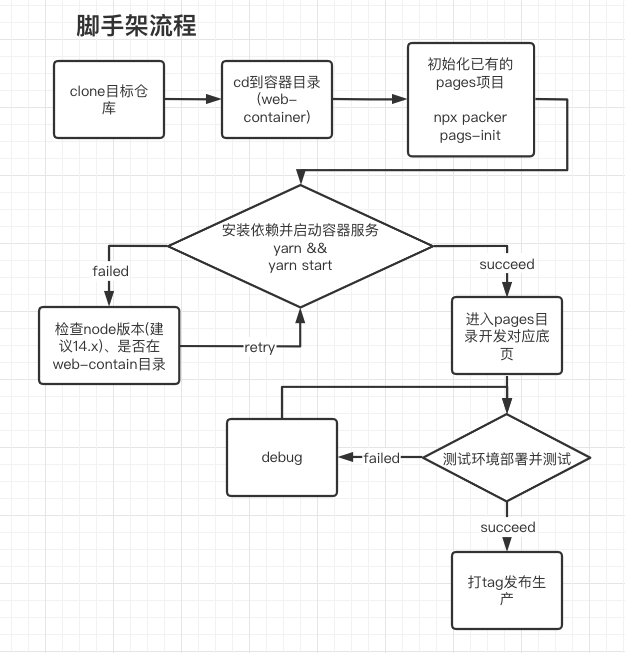 脚手架流程
clone目标仓
库
cd到容器目录
(web-
container)
初始化已有的
pages项目
npx packer
pags-init
安装依赖并启动容器服务
yarn &&
yarn start
failed
succeed
检查node版本(建
议14.x)、是否在
web-contain目录
retry
进入pages目
录开发对应底
页
debug
failed
测试环境部署并测试
succeed
打tag发布生
产